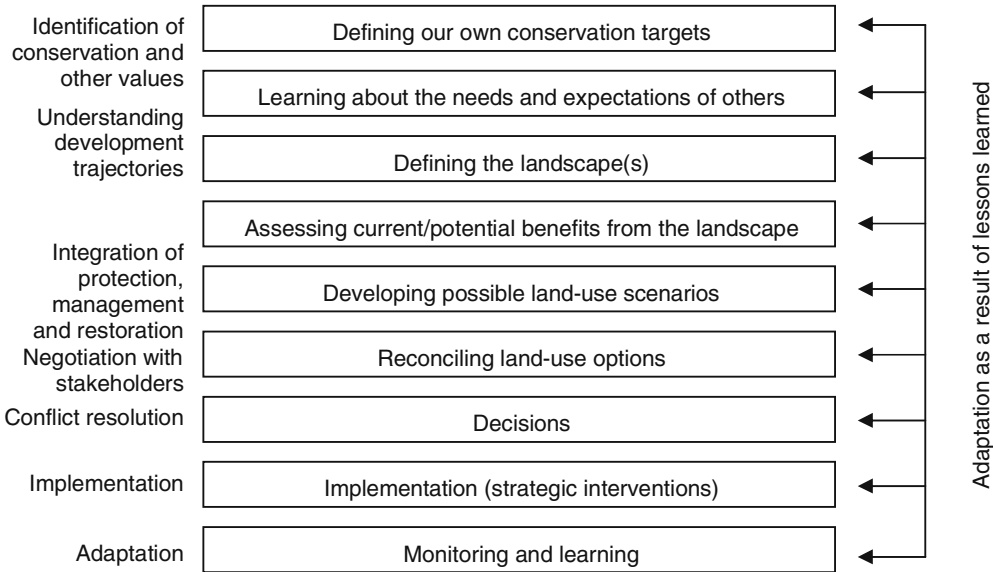 Identification of
conservation and
other values
Understanding
development
trajectories
Integration of
protection,
management
and restoration
Negotiation with
stakeholders
Conflict resolution
Implementation
Adaptation
Defining our own conservation targets
Learning about the needs and expectations of others
Defining the landscape(s)
Assessing current/potential benefits from the landscape
Developing possible land-use scenarios
Reconciling land-use options
Decisions
Implementation (strategic interventions)
Monitoring and learning
Adaptation as a result of lessons learned